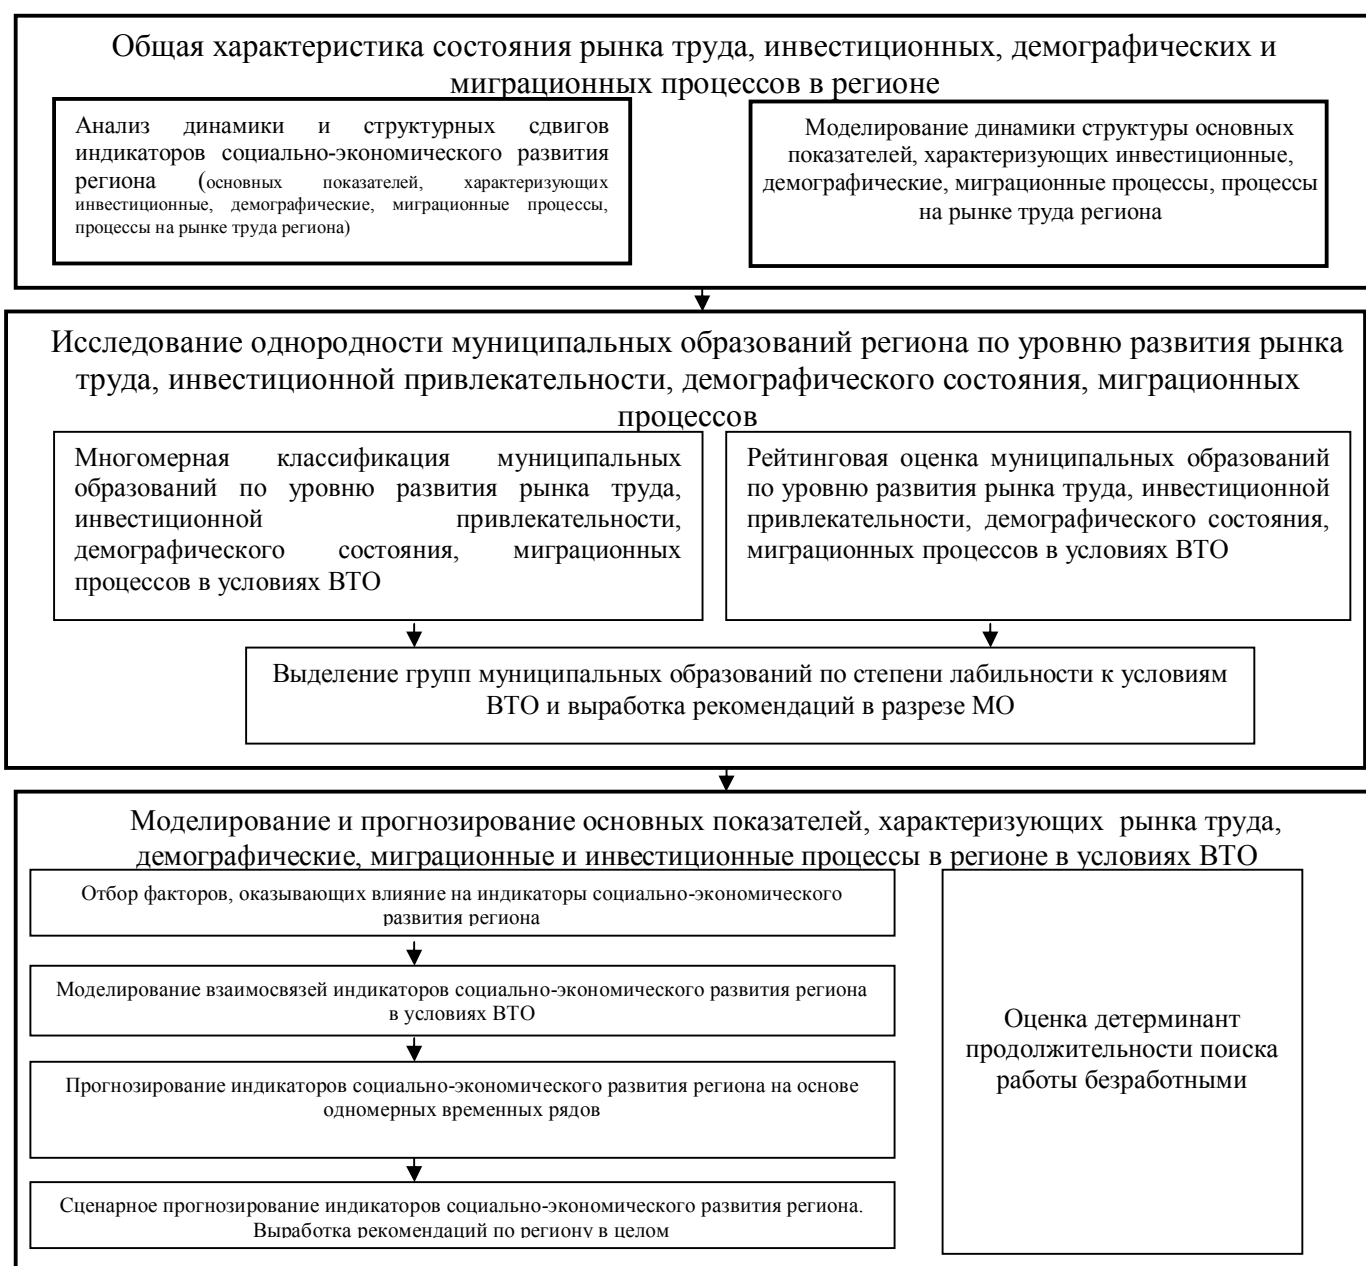 Общая характеристика состояния рынка труда, инвестиционных, демографических и
миграционных процессов в регионе
Анализ динамики и структурных сдвигов
индикаторов социально-экономического развития
региона (основных показателей, характеризующих
инвестиционные, демографические, миграционные процессы,
процессы на рынке труда региона)
Моделирование динамики структуры основных
показателей, характеризующих инвестиционные,
демографические, миграционные процессы, процессы
на рынке труда региона
Исследование однородности муниципальных образований региона по уровню развития рынка
труда, инвестиционной привлекательности, демографического состояния, миграционных
процессов
Многомерная классификация муниципальных
образований по уровню развития рынка труда,
инвестиционной привлекательности,
демографического состояния, миграционных
процессов в условиях ВТО
Рейтинговая оценка муниципальных образований
по уровню развития рынка труда, инвестиционной
привлекательности, демографического состояния,
миграционных процессов в условиях ВТО
Выделение групп муниципальных образований по степени лабильности к условиям
ВТО и выработка рекомендаций в разрезе МО
Моделирование и прогнозирование основных показателей, характеризующих рынка труда,
демографические, миграционные и инвестиционные процессы в регионе в условиях ВТО
Отбор факторов, оказывающих влияние на индикаторы социально-экономического
развития региона
Моделирование взаимосвязей индикаторов социально-экономического развития региона
в условиях ВТО
Прогнозирование индикаторов социально-экономического развития региона на основе
одномерных временных рядов
Сценарное прогнозирование индикаторов социально-экономического развития региона.
Выработка рекомендаций по региону в целом
Оценка детерминант
продолжительности поиска
работы безработными